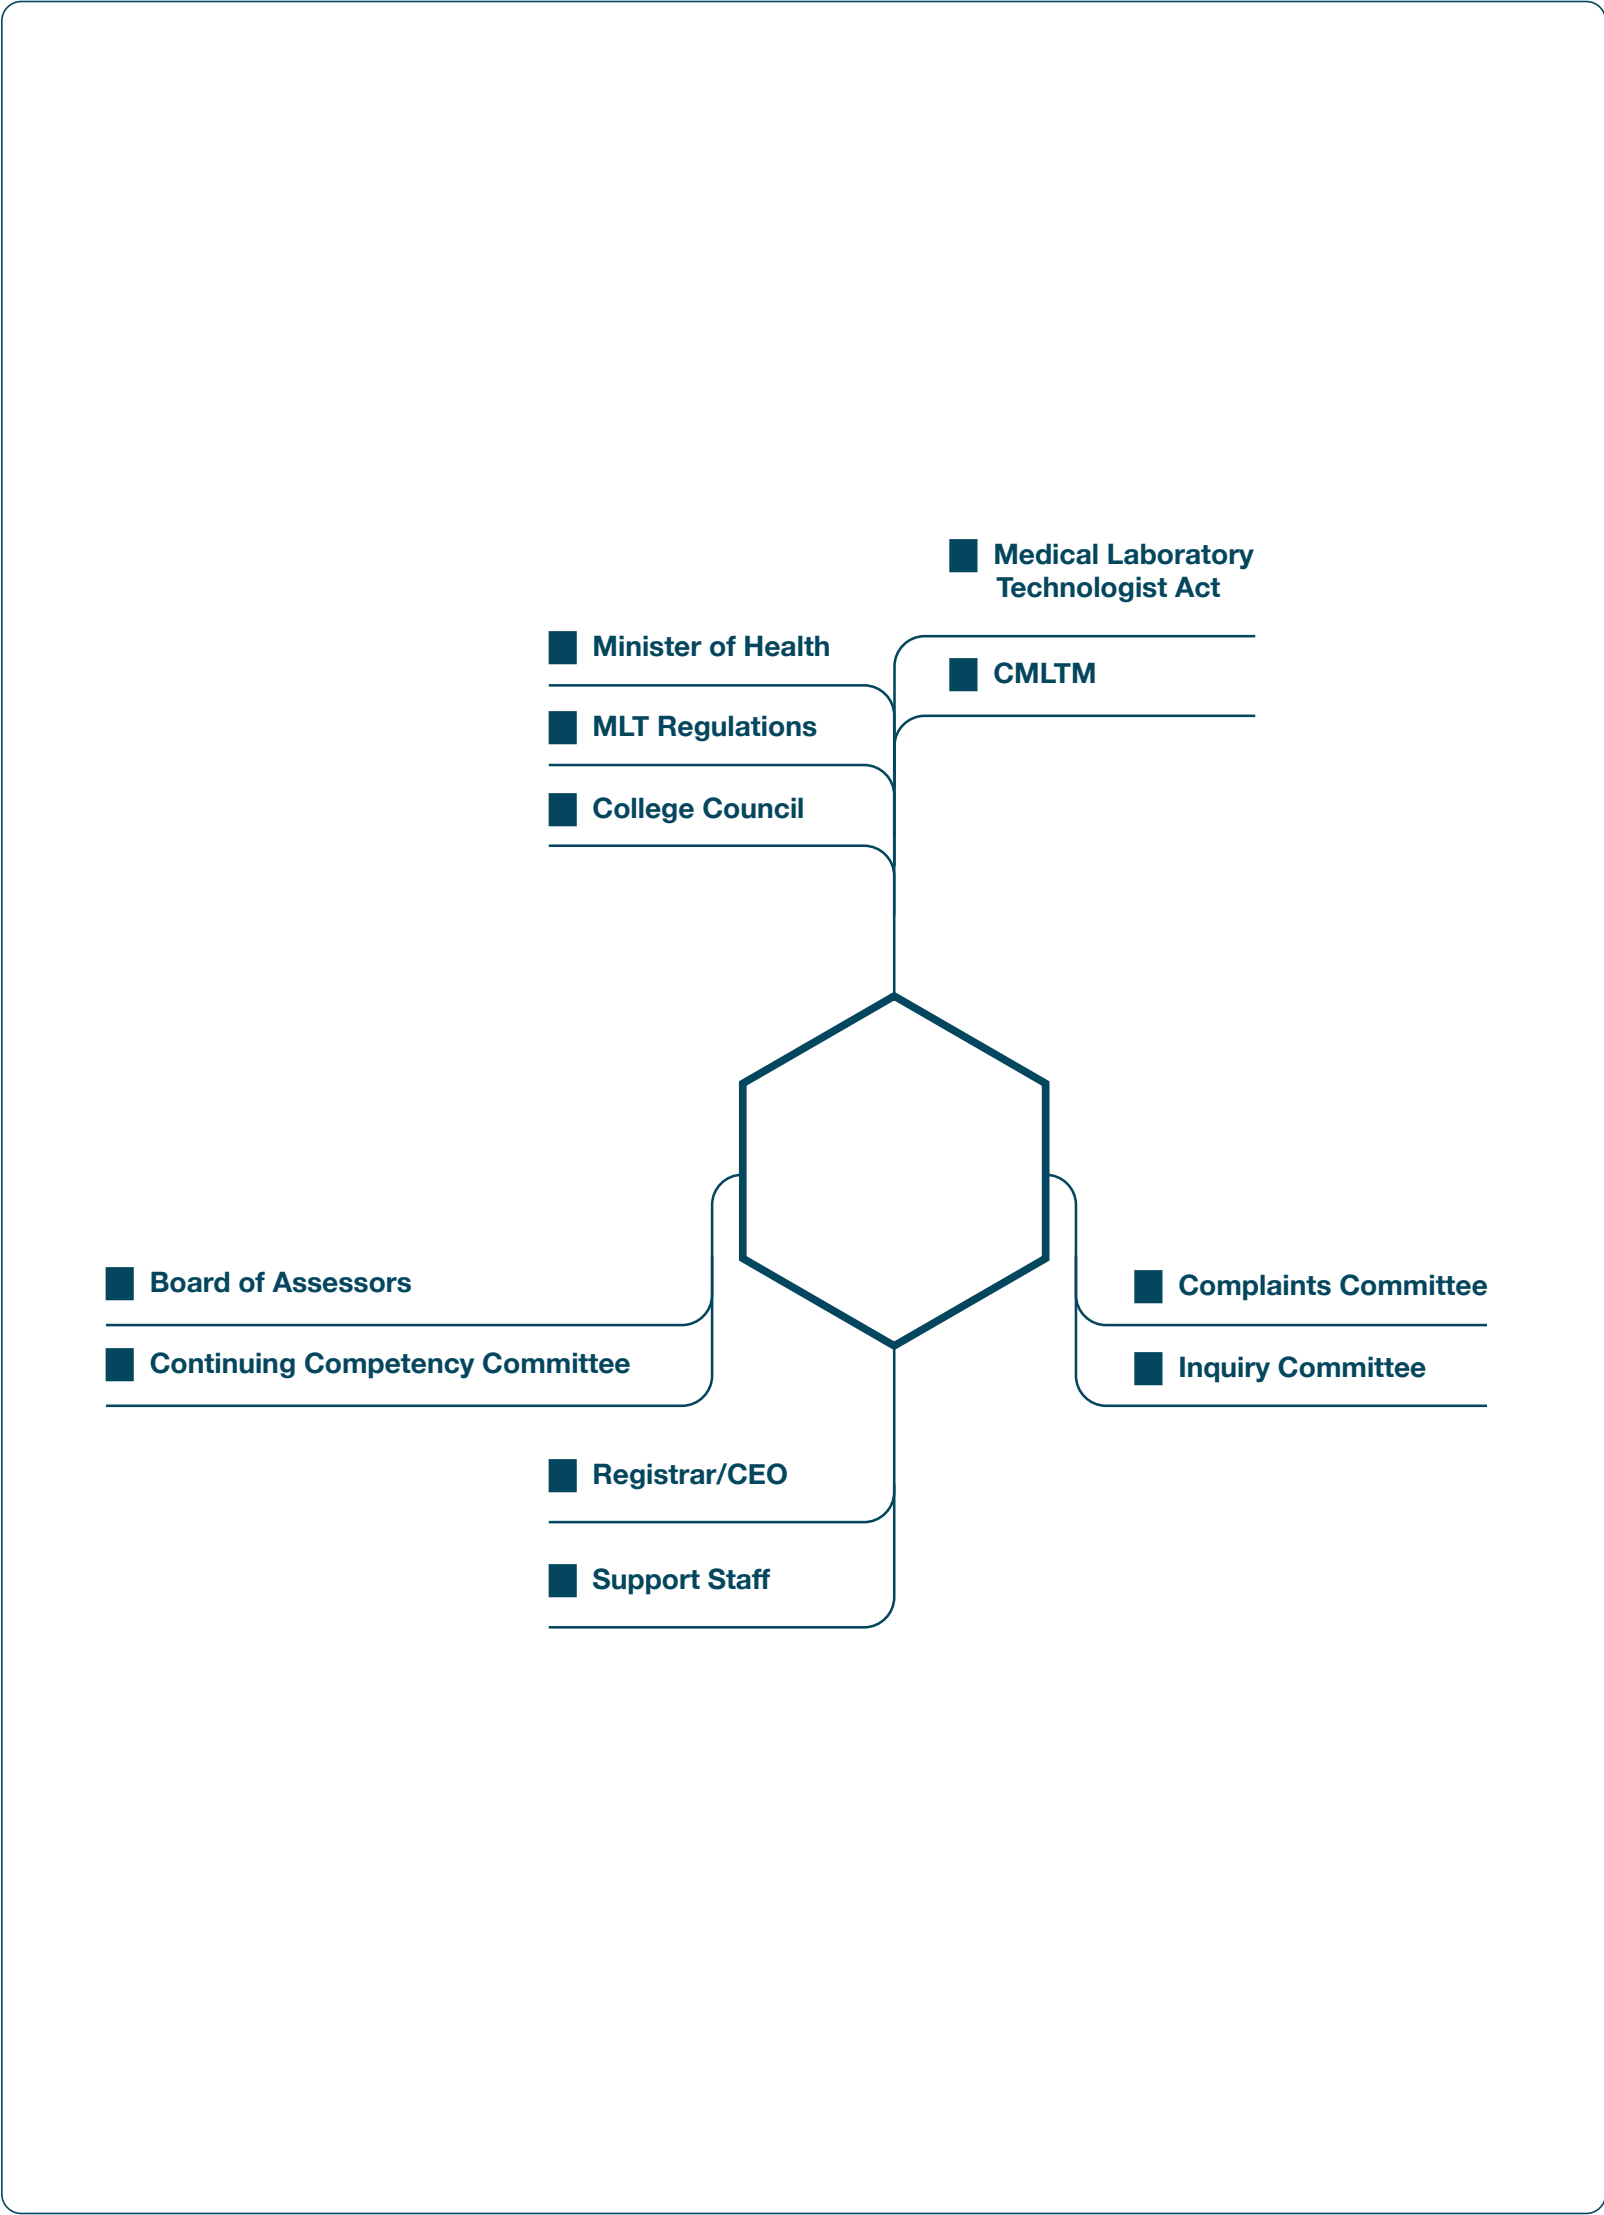 Medical Laboratory
Technologist Act
Minister of Health
CMLTM
MLT Regulations
College Council
Board of Assessors
Complaints Committee
Continuing Competency Committee
Inquiry Committee
Registrar/CEO
Support Staff